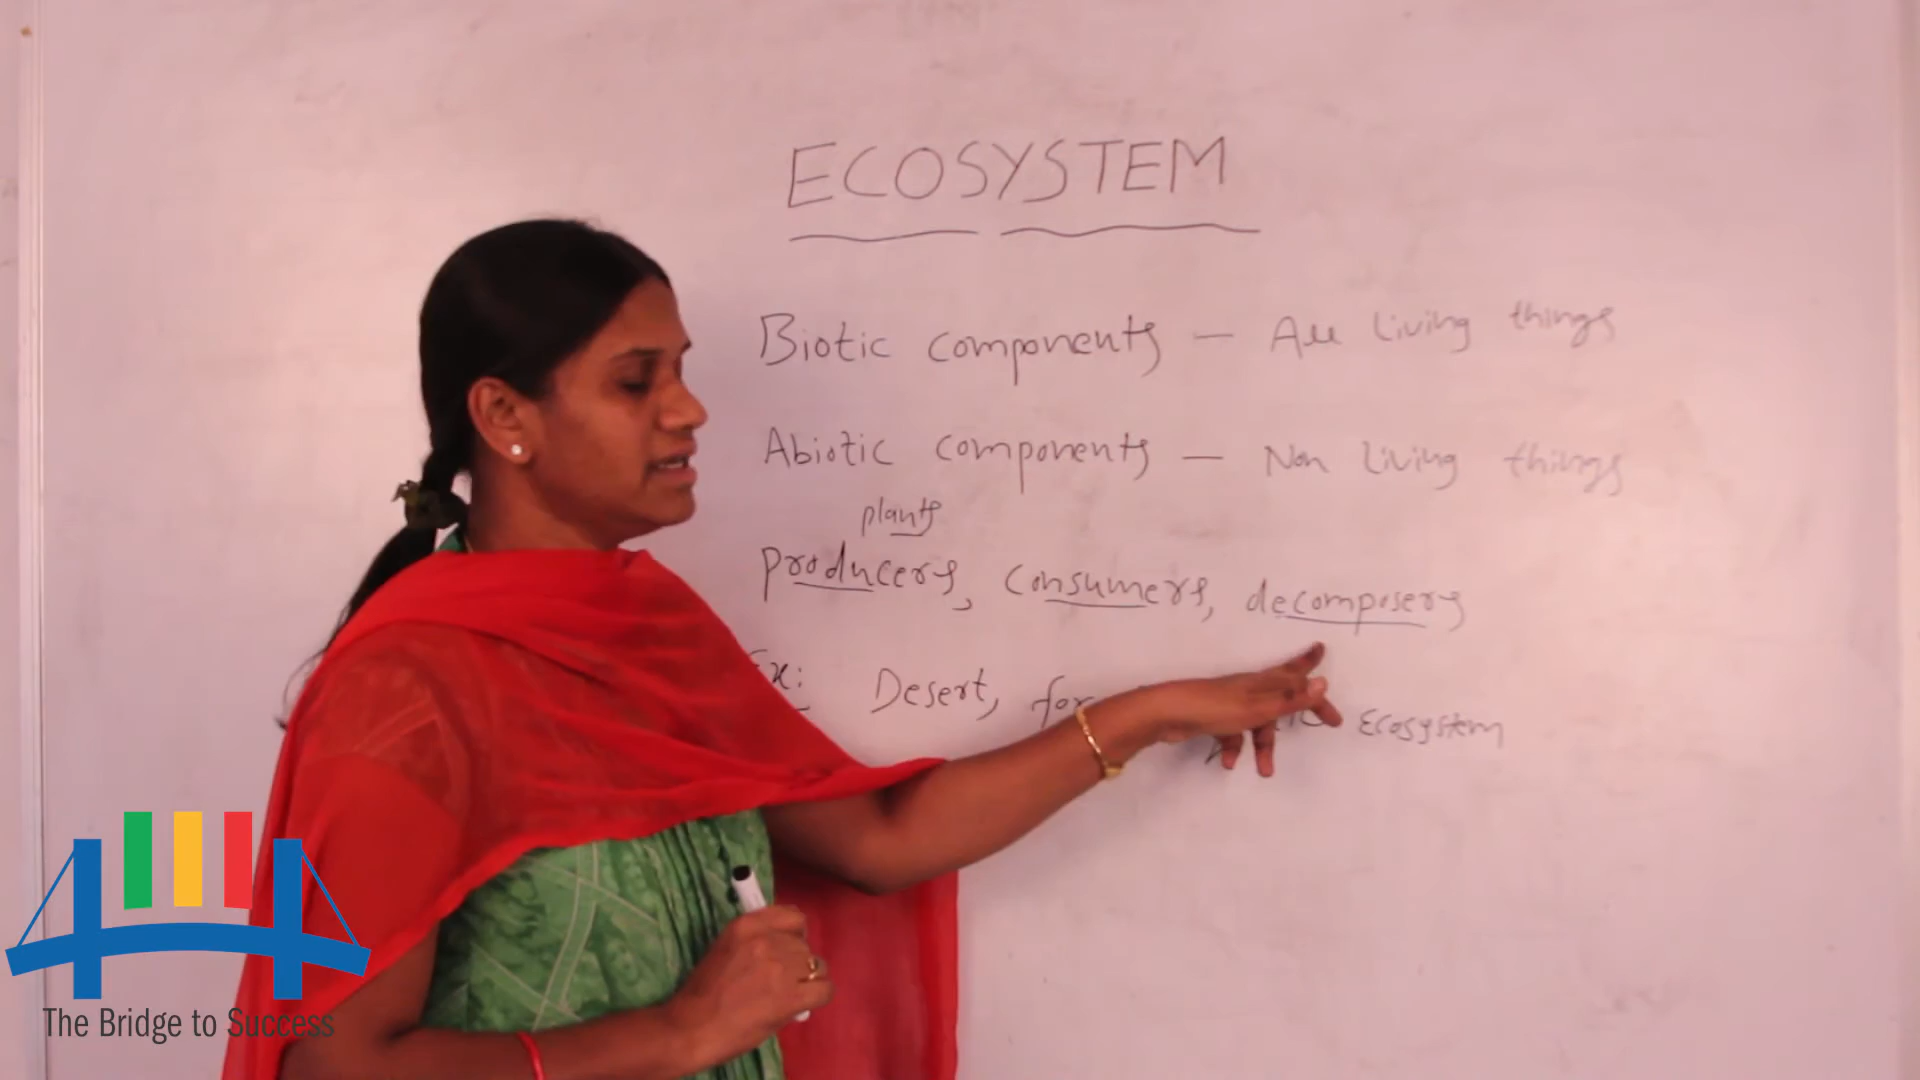 ECOSYSTEM
Biotic components – All living things
Abiotic components – Non living things
plants
producers, consumers, decomposers
Ex: Desert, Ecosystem
The Bridge to Success